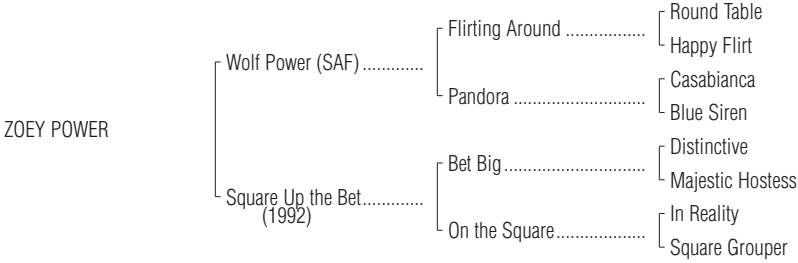 Round Table
Flirting Around .................
Happy Flirt
Wolf Power (SAF) .............
Casabianca
Pandora ............................
Blue Siren
ZOEY POWER
Distinctive
Bet Big..............................
Majestic Hostess
Square Up the Bet.............
(1992)
In Reality
On the Square...................
Square Grouper